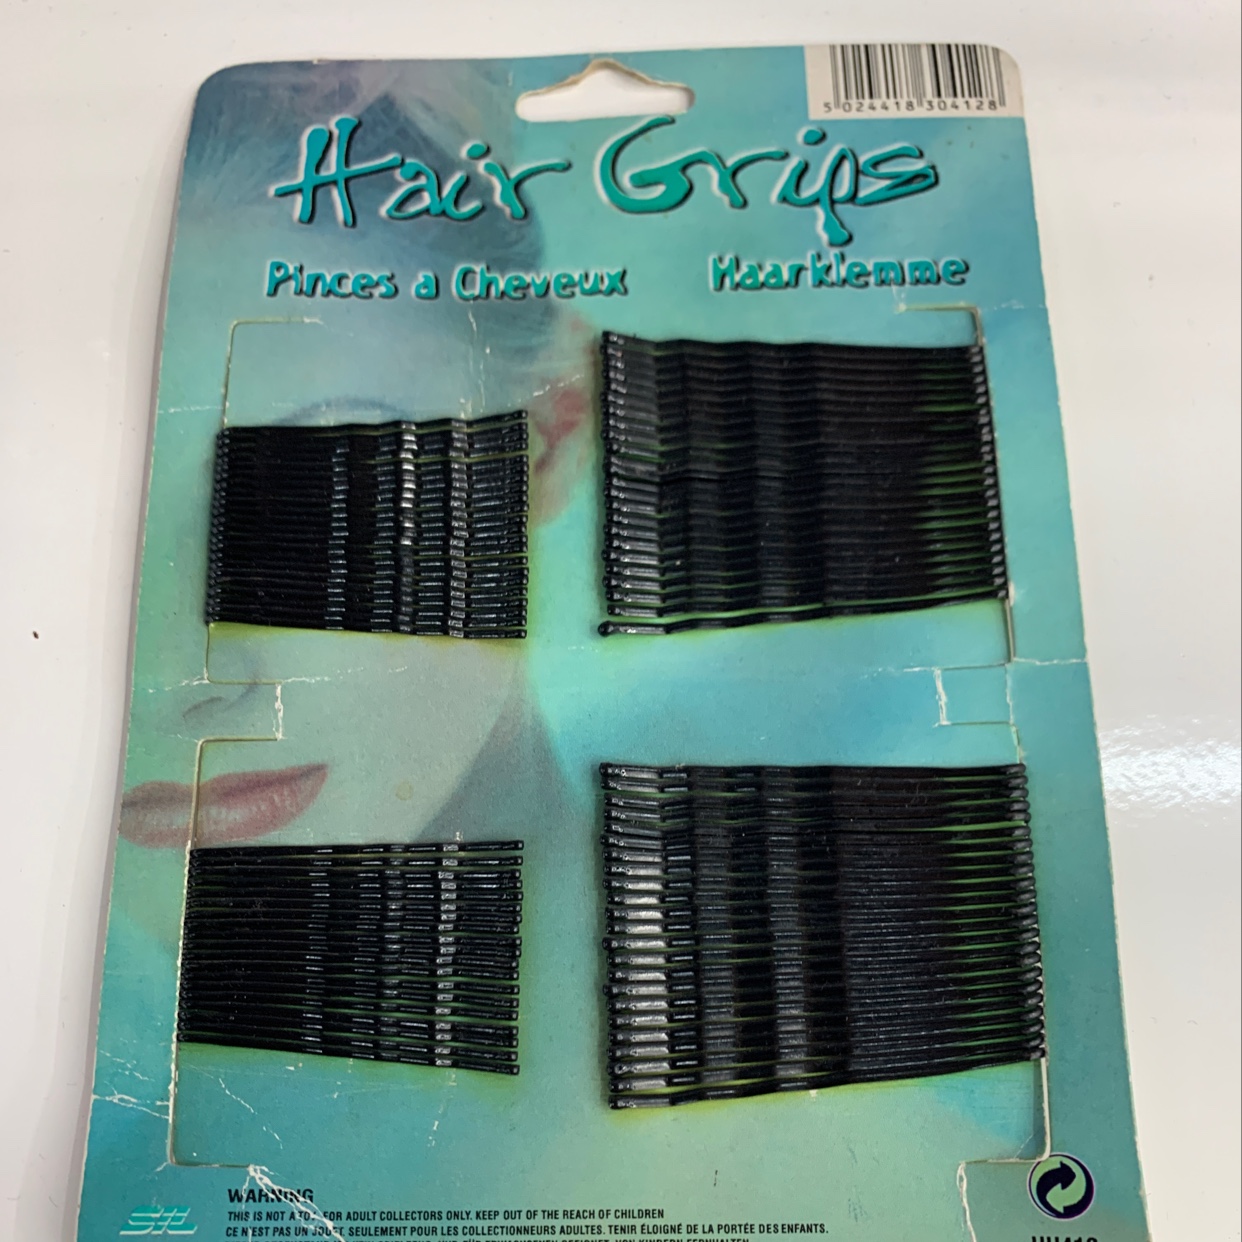 5 024418 304128
Hair Grips
Pinces a Cheveux Haarklemme
WARNING
THIS IS NOT A TOY. FOR ADULT COLLECTORS ONLY. KEEP OUT OF THE REACH OF CHILDREN
CE N'EST PAS UN JOUET. SEULEMENT POUR LES COLLECTIONEURS ADULTES. TENIR ÉLOIGNÉ DE LA PORTÉE DES ENFANTS.